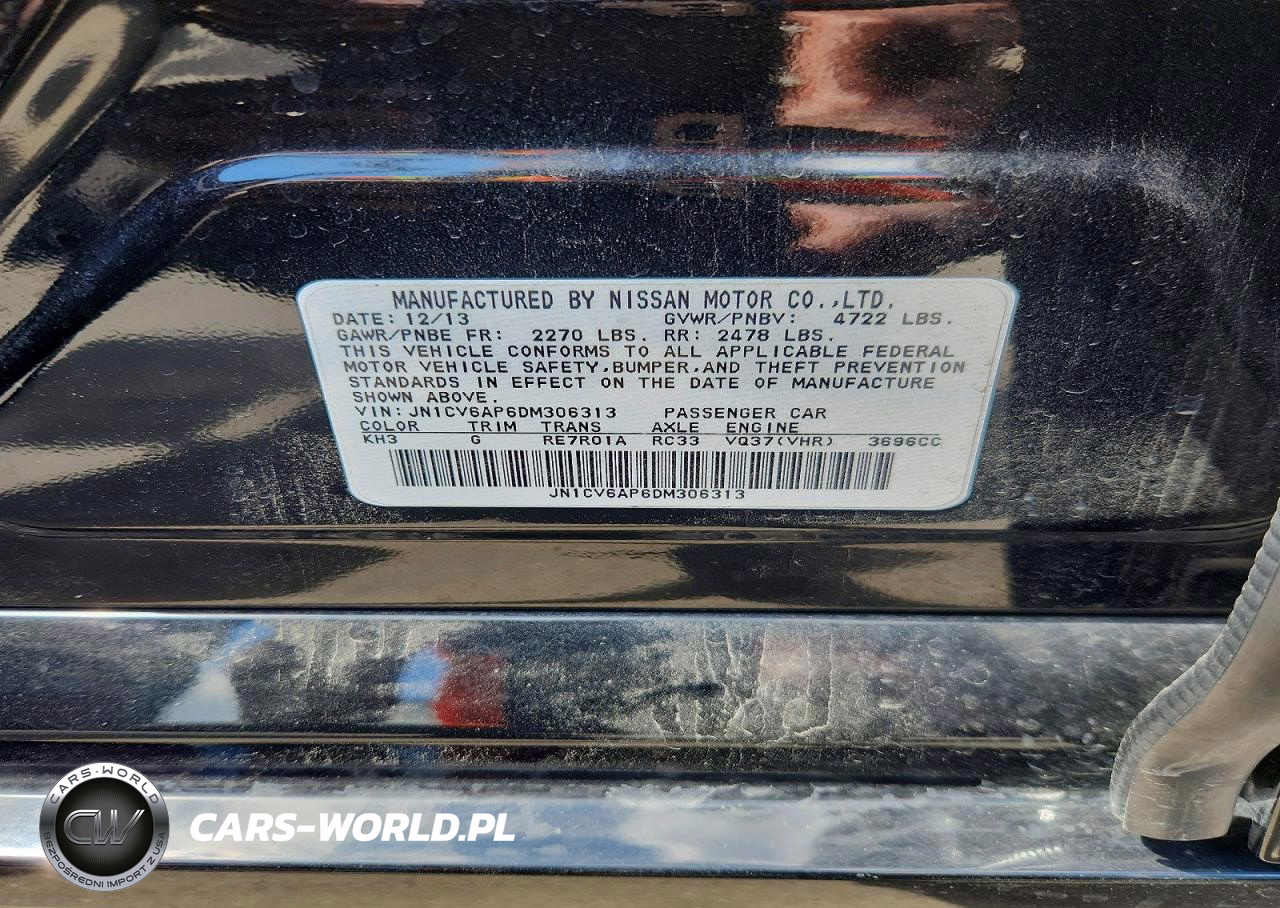 MANUFACTURED BY NISSAN MOTOR CO.,LTD.
DATE: 12/13 GVWR/PNBV: 4722 LBS.
GAWR/PNBE FR: 2270 LBS. RR: 2478 LBS.
THIS VEHICLE CONFORMS TO ALL APPLICABLE FEDERAL
MOTOR VEHICLE SAFETY,BUMPER,AND THEFT PREVENTION
STANDARDS IN EFFECT ON THE DATE OF MANUFACTURE
SHOWN ABOVE.
VIN: JN1CV6AP6DM306313 PASSENGER CAR
COLOR TRIM TRANS AXLE ENGINE
KH3 G RE7R01A RC33 VQ37(VHR) 3696CC
JN1CV6AP6DM306313
CARS-WORLD
CW
BEZPOŚREDNI IMPORT Z USA
CARS-WORLD.PL